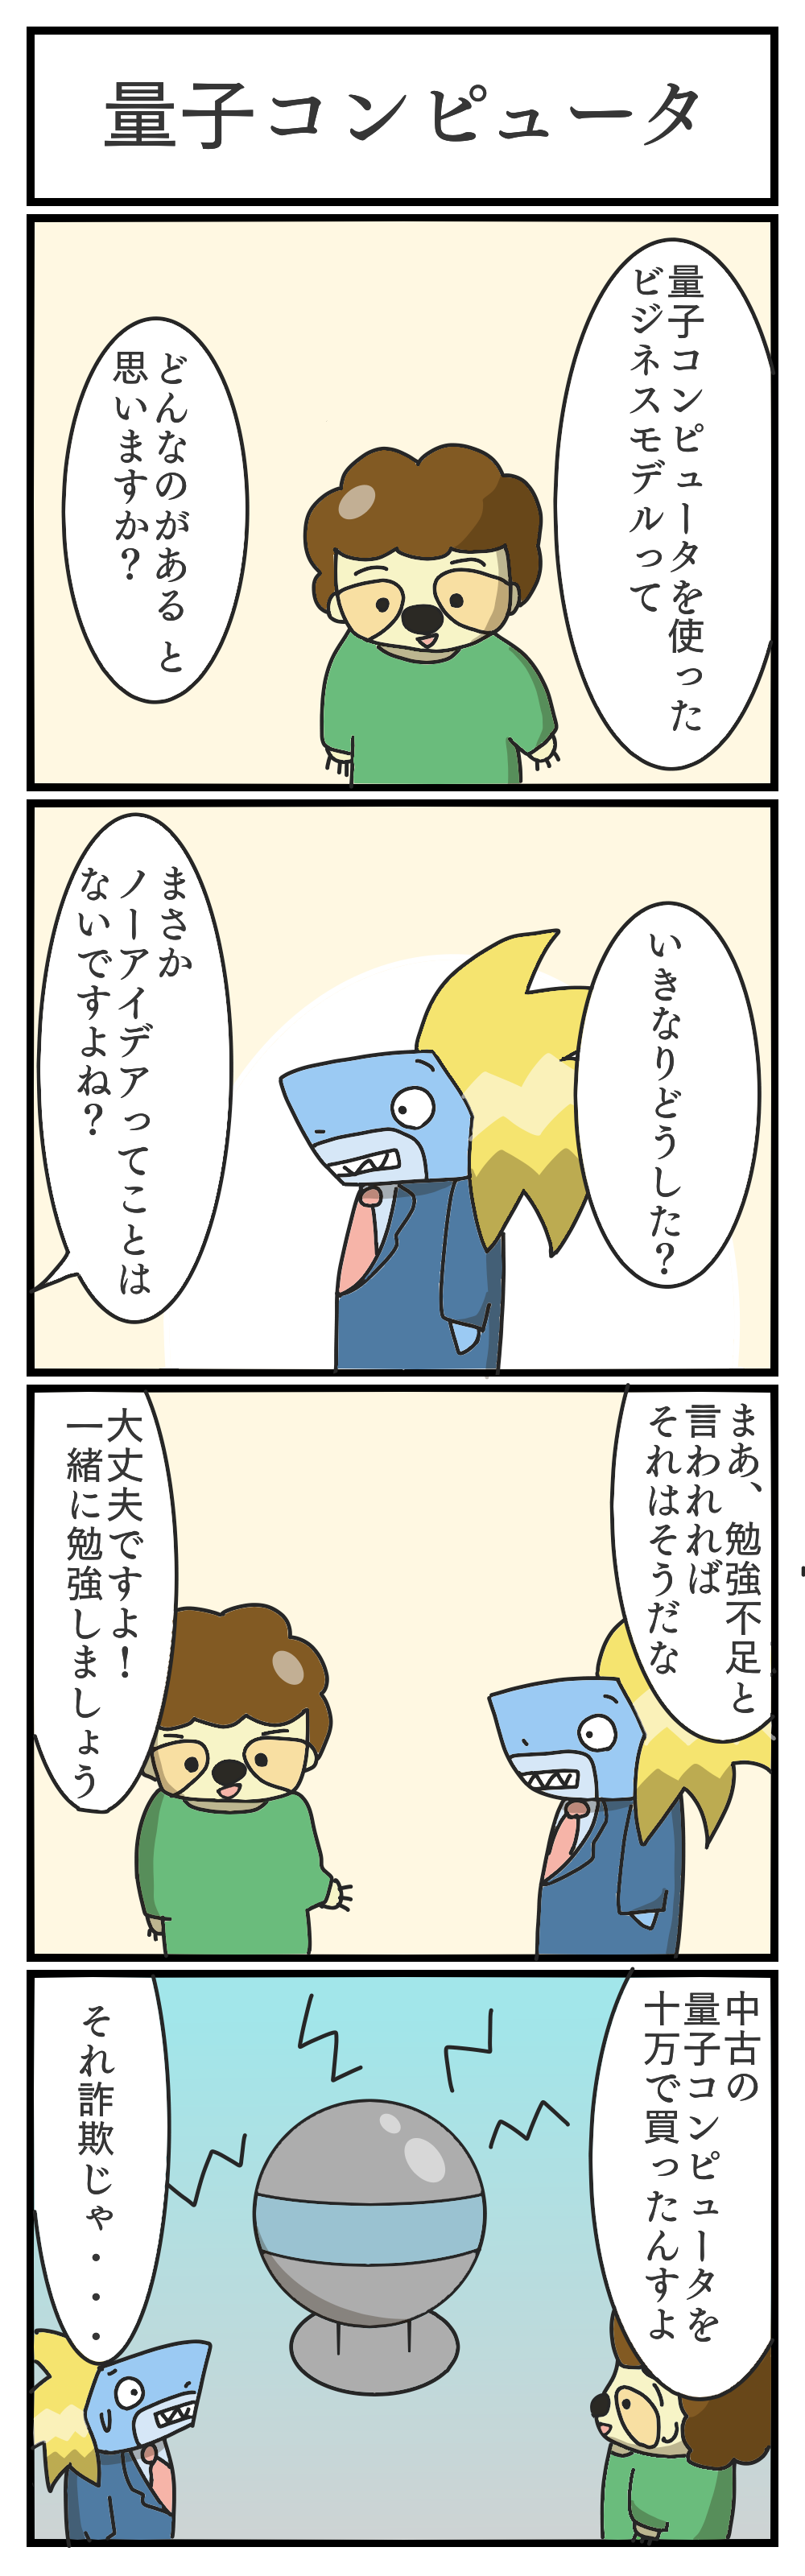 量子コンピュータ
量子コンピュータを使った
ビジネスモデルって
どんなのがあると
思いますか？
いきなりどうした？
まさか
ノーアイデアってことは
ないですよね？
まあ、勉強不足と
言われれば
それはそうだな
大丈夫ですよ！
一緒に勉強しましょう
中古の
量子コンピュータを
十万で買ったんすよ
それ詐欺じゃ・・・